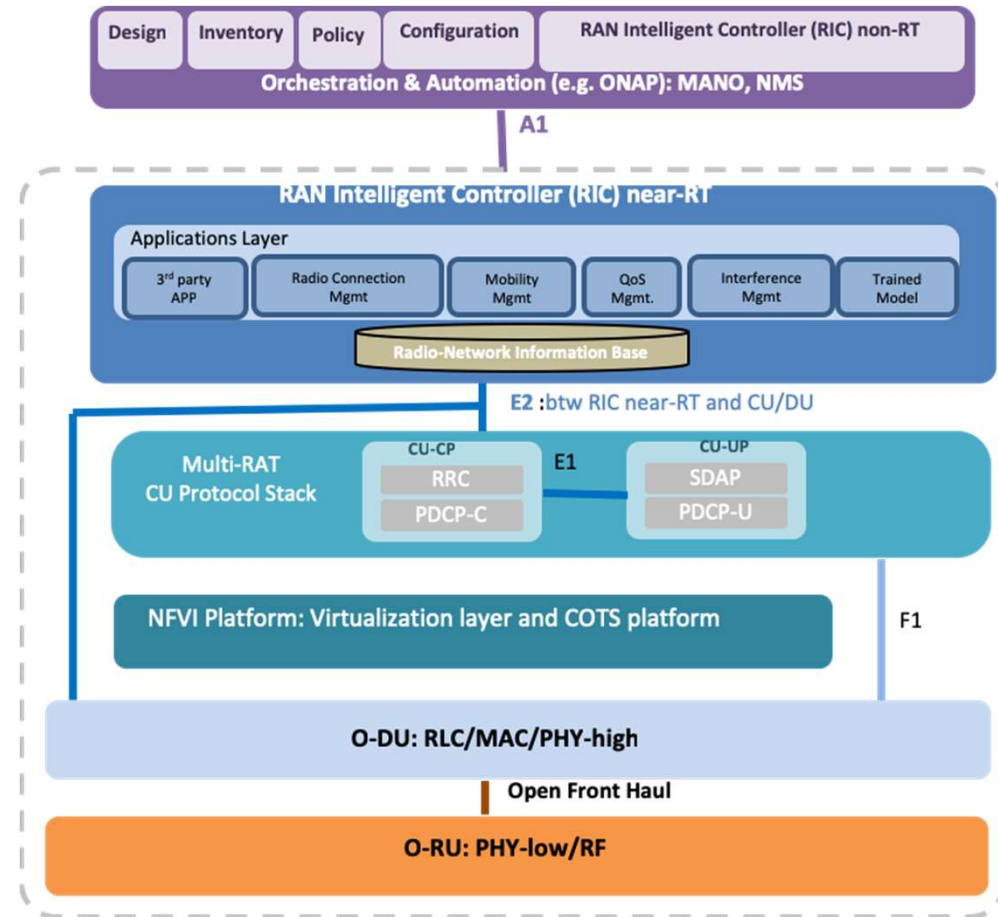 Design
Inventory
Policy
Configuration
RAN Intelligent Controller (RIC) non-RT
Orchestration & Automation (e.g. ONAP): MANO, NMS
A1
RAN Intelligent Controller (RIC) near-RT
Applications Layer
3rd party
APP
Radio Connection
Mgmt
Mobility
Mgmt
QoS
Mgmt.
Interference
Mgmt
Trained
Model
Radio-Network Information Base
E2 :btw RIC near-RT and CU/DU
Multi-RAT
CU Protocol Stack
CU-CP
RRC
PDCP-C
E1
CU-UP
SDAP
PDCP-U
NFVI Platform: Virtualization layer and COTS platform
F1
O-DU: RLC/MAC/PHY-high
Open Front Haul
O-RU: PHY-low/RF